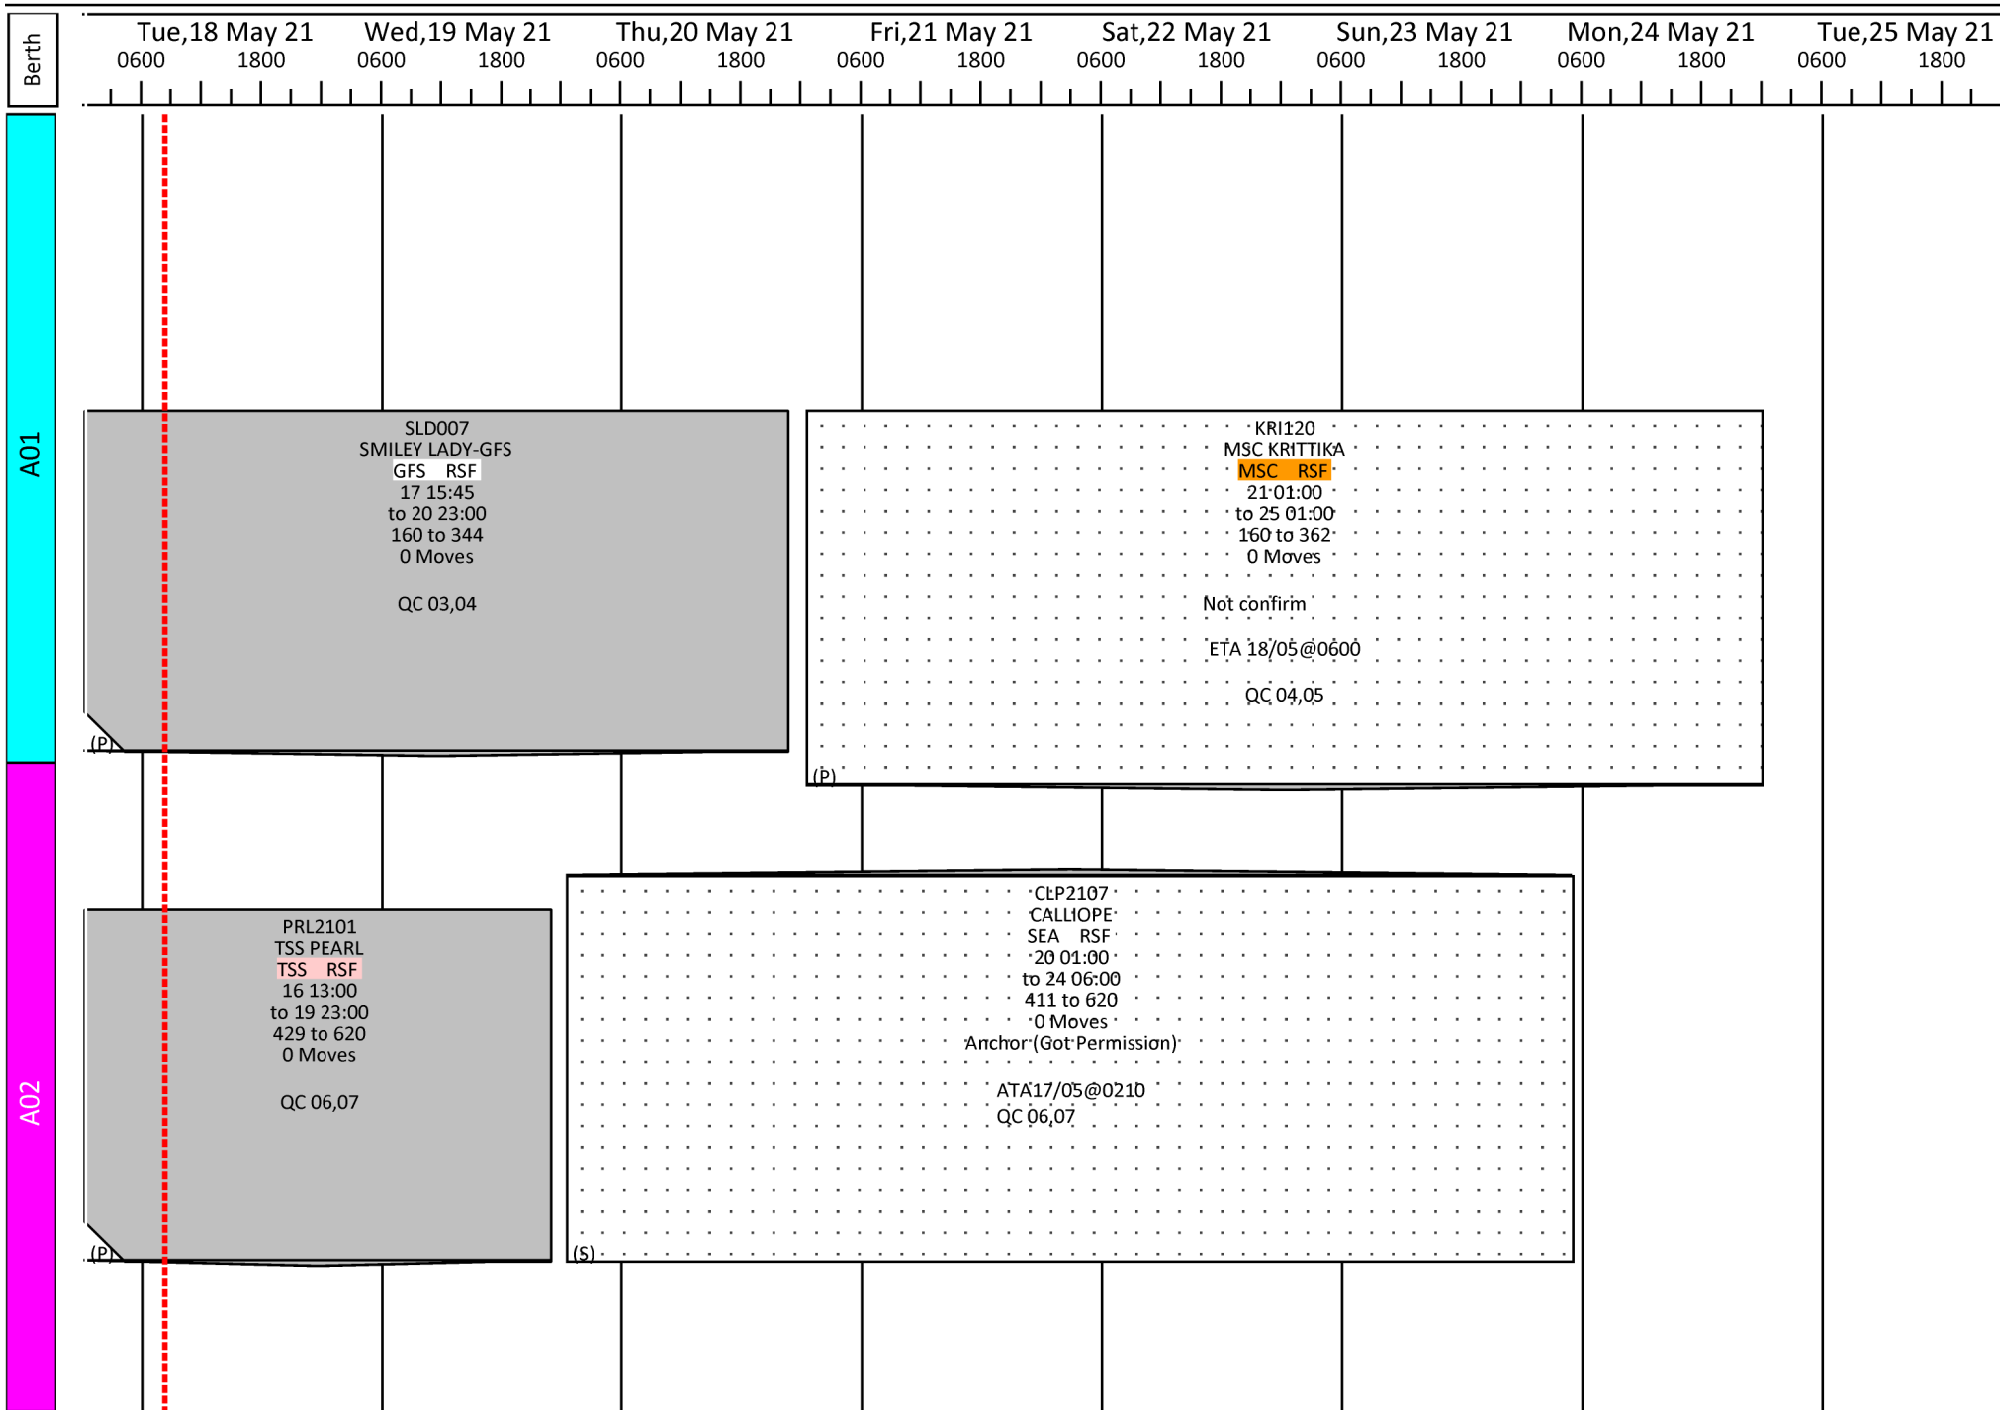 Berth
Tue,18 May 21 Wed,19 May 21 Thu,20 May 21 Fri,21 May 21 Sat,22 May 21 Sun,23 May 21 Mon,24 May 21 Tue,25 May 21
0600 1800 0600 1800 0600 1800 0600 1800 0600 1800 0600 1800 0600 1800 0600 1800
A01
SLD007
SMILEY LADY-GFS
GFS RSF
17 15:45
to 20 23:00
160 to 344
0 Moves
QC 03,04
(P)
KRI120
MSC KRITTIKA
MSC RSF
21 01:00
to 25 01:00
160 to 362
0 Moves
Not confirm
ETA 18/05@0600
QC 04,05
(P)
A02
PRL2101
TSS PEARL
TSS RSF
16 13:00
to 19 23:00
429 to 620
0 Moves
QC 06,07
(P)
CLP2107
CALLIOPE
SEA RSF
20 01:00
to 24 06:00
411 to 620
0 Moves
Anchor (Got Permission)
ATA17/05@0210
QC 06,07
(S)